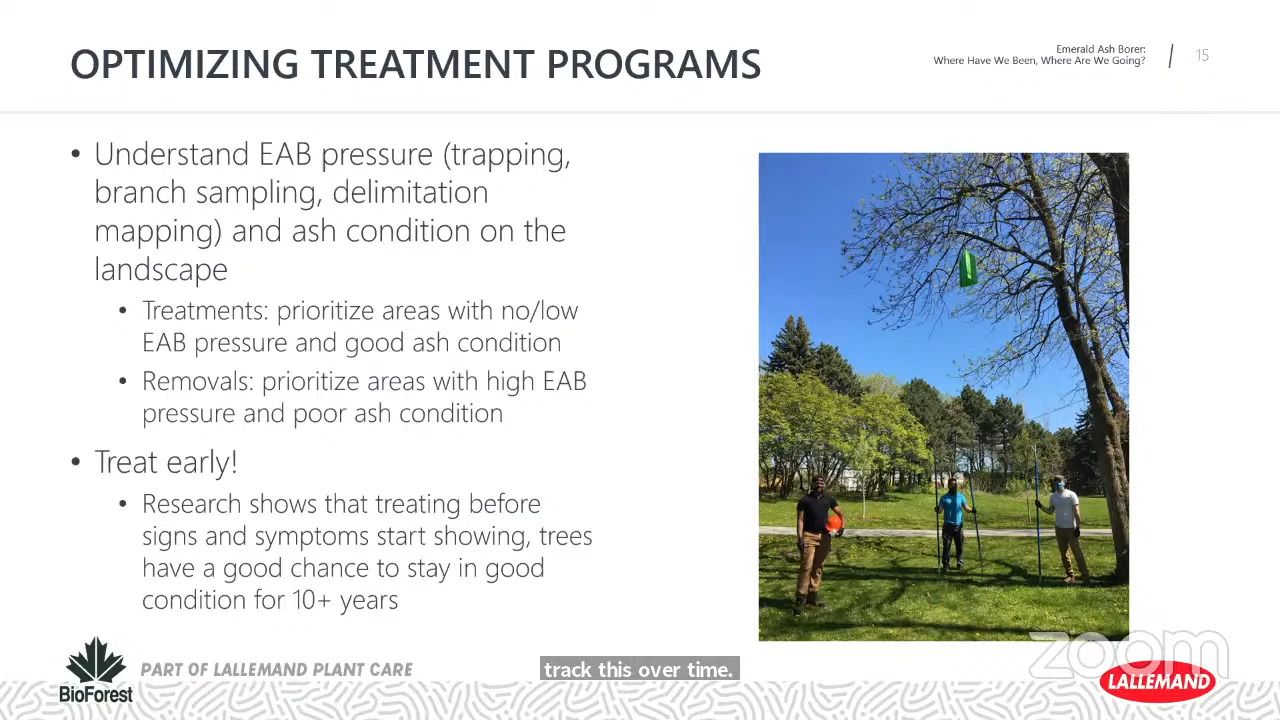 OPTIMIZING TREATMENT PROGRAMS
Emerald Ash Borer:
Where Have We Been, Where Are We Going?
15
• Understand EAB pressure (trapping,
branch sampling, delimitation
mapping) and ash condition on the
landscape
• Treatments: prioritize areas with no/low
EAB pressure and good ash condition
• Removals: prioritize areas with high EAB
pressure and poor ash condition
• Treat early!
• Research shows that treating before
signs and symptoms start showing, trees
have a good chance to stay in good
condition for 10+ years
BioForest
PART OF LALLEMAND PLANT CARE
track this over time.
zoom
LALLEMAND